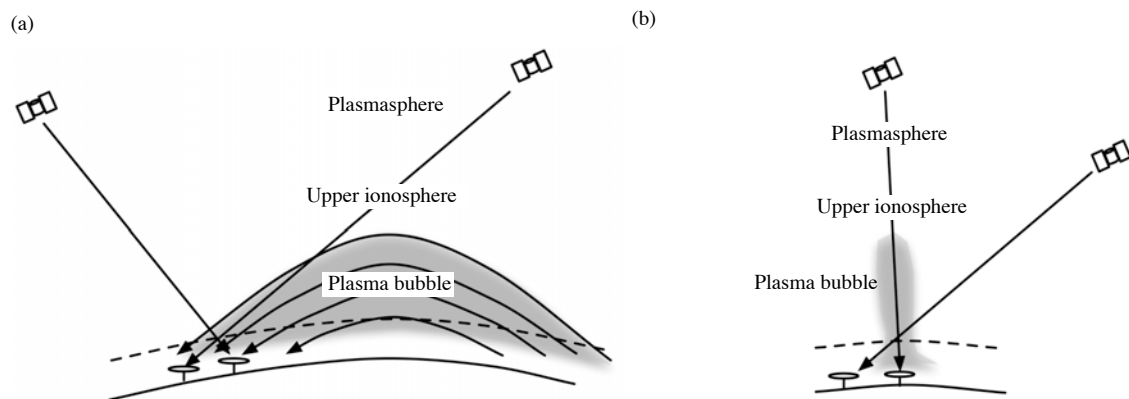 (a)
Plasmasphere
Upper ionosphere
Plasma bubble
(b)
Plasmasphere
Upper ionosphere
Plasma bubble